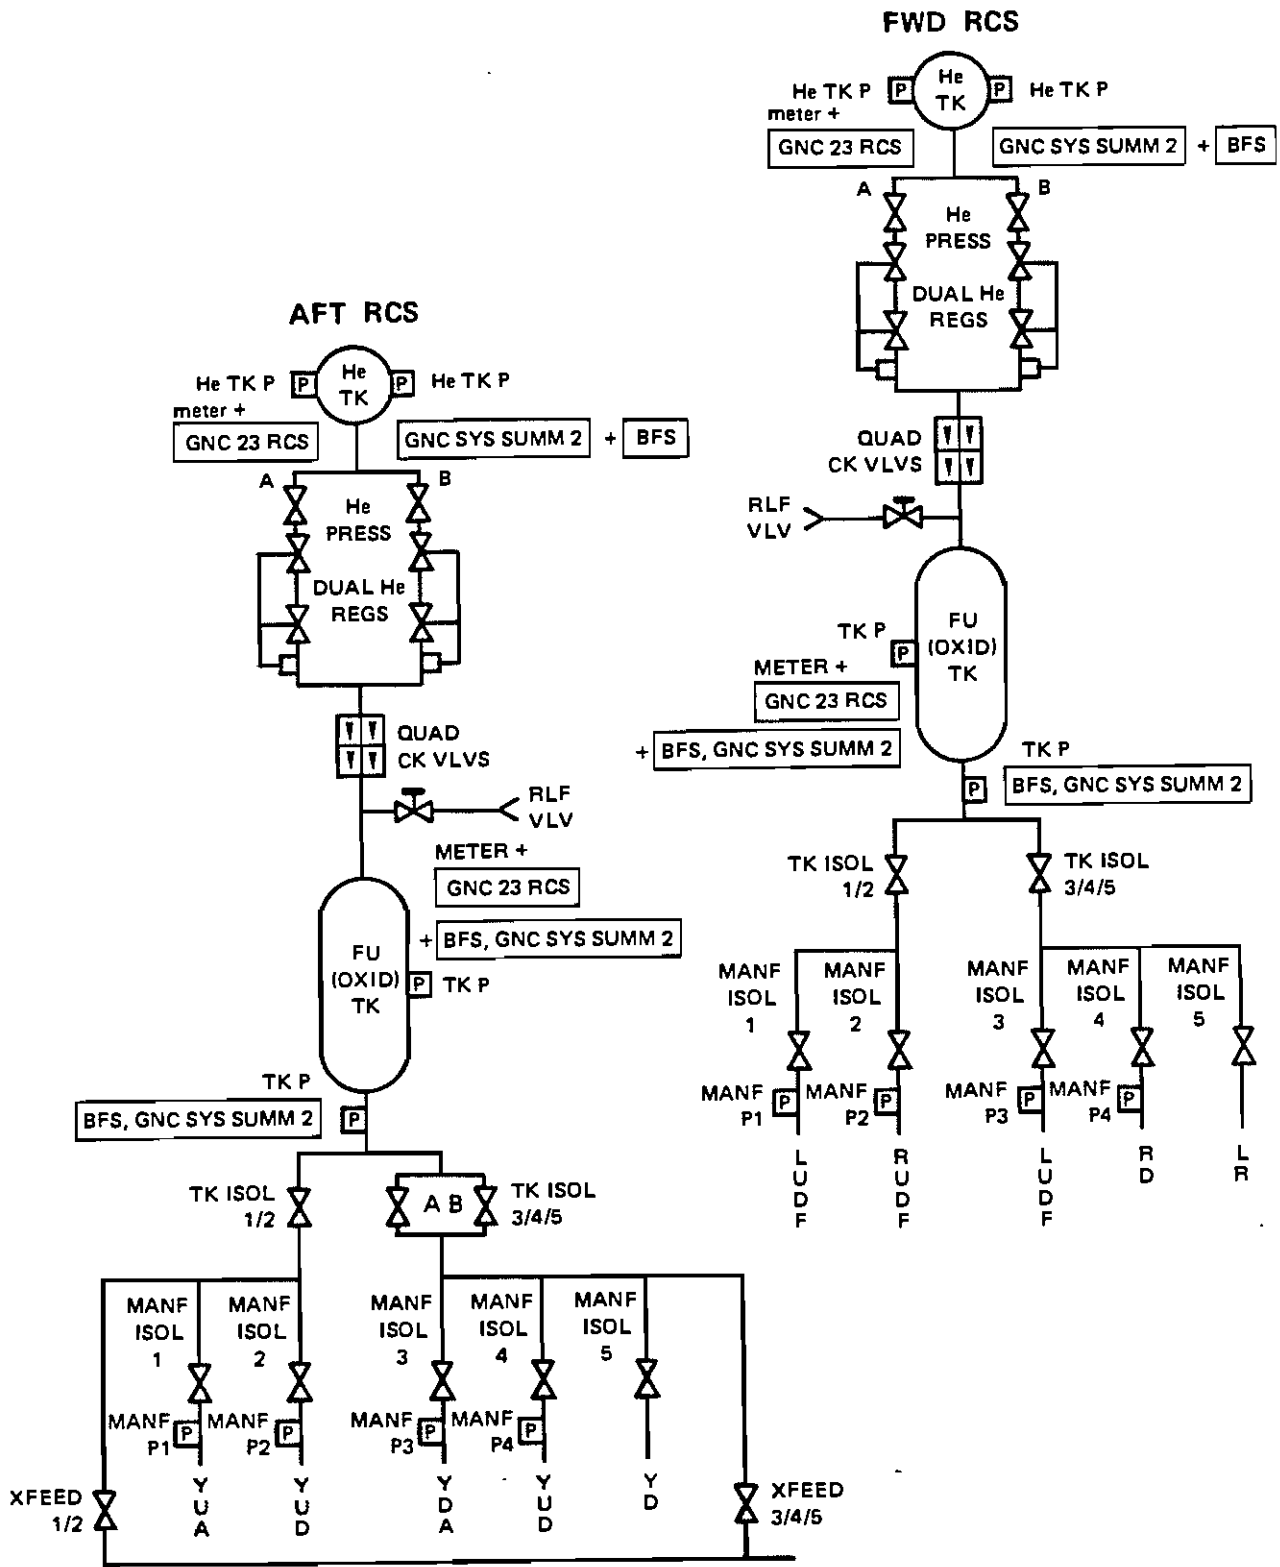 FWD RCS
He
TK
He TK P
P
P
He TK P
meter +
GNC 23 RCS
GNC SYS SUMM 2 + BFS
A
B
He
PRESS
DUAL He
REGS
QUAD
CK VLVS
RLF
VLV
FU
(OXID)
TK
TK P
P
METER +
GNC 23 RCS
+ BFS, GNC SYS SUMM 2
TK P
P
BFS, GNC SYS SUMM 2
TK ISOL
1/2
TK ISOL
3/4/5
MANF
ISOL
1
MANF
ISOL
2
MANF
ISOL
3
MANF
ISOL
4
MANF
ISOL
5
MANF
P1
P
MANF
P2
P
MANF
P3
P
MANF
P4
P
L
U
D
F
R
U
D
F
L
U
D
F
R
D
L
R
AFT RCS
He
TK
He TK P
P
P
He TK P
meter +
GNC 23 RCS
GNC SYS SUMM 2 + BFS
A
B
He
PRESS
DUAL He
REGS
QUAD
CK VLVS
RLF
VLV
METER +
GNC 23 RCS
+ BFS, GNC SYS SUMM 2
FU
(OXID)
TK
P
TK P
TK P
BFS, GNC SYS SUMM 2
P
TK ISOL
1/2
A B
TK ISOL
3/4/5
MANF
ISOL
1
MANF
ISOL
2
MANF
ISOL
3
MANF
ISOL
4
MANF
ISOL
5
MANF
P1
P
MANF
P2
P
MANF
P3
P
MANF
P4
P
Y
U
A
Y
U
D
Y
D
A
Y
U
D
Y
D
XFEED
1/2
XFEED
3/4/5